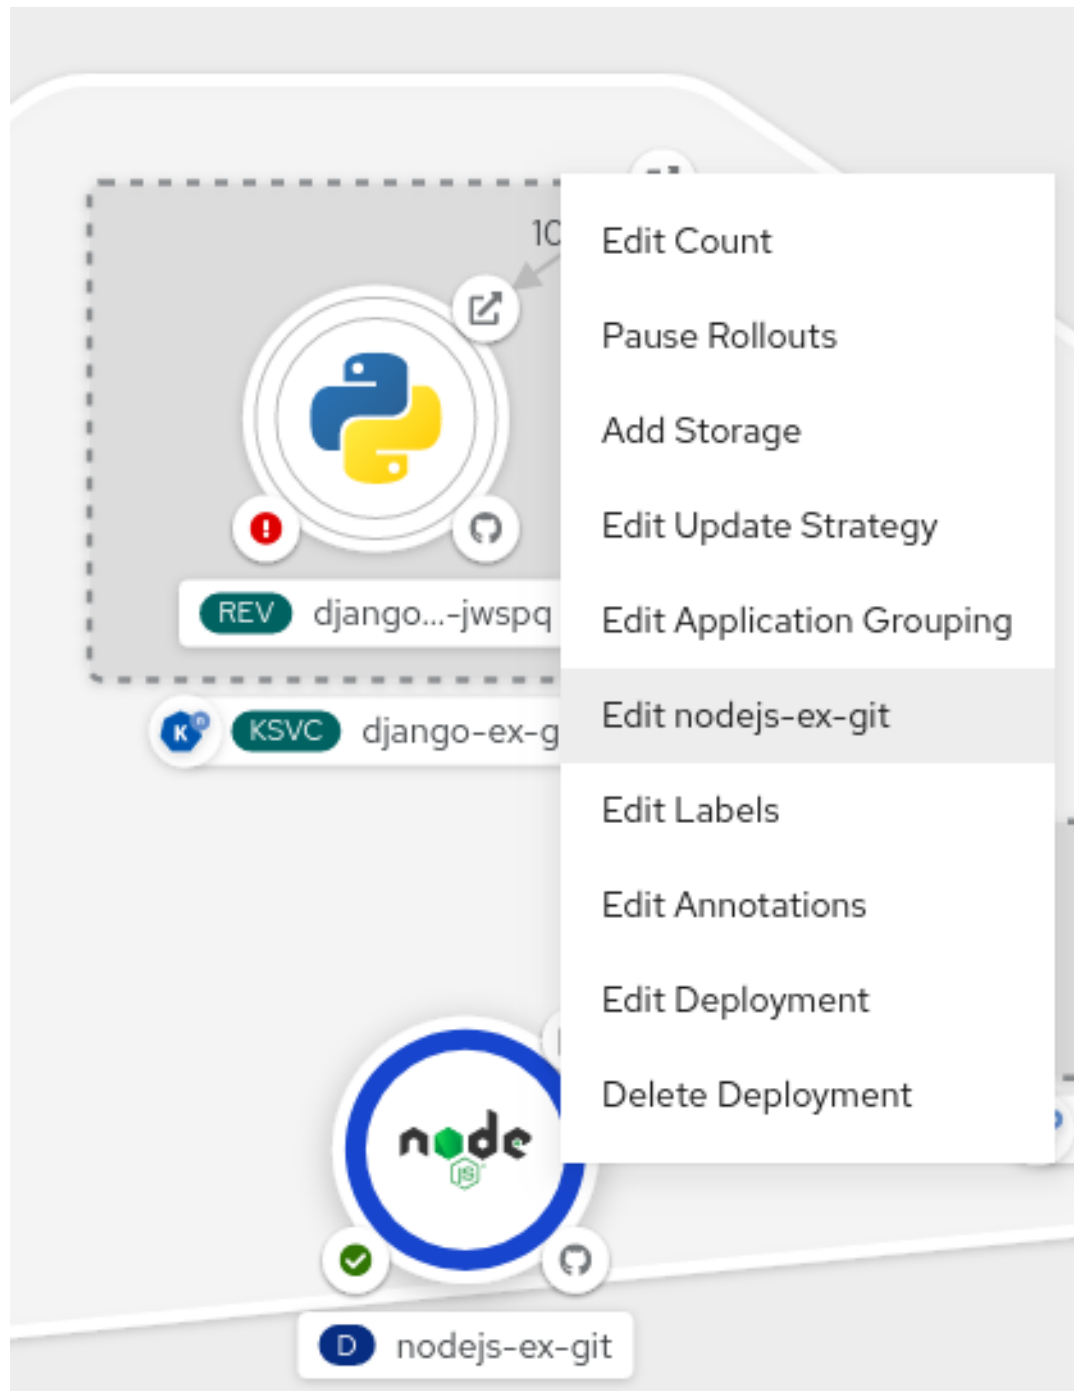 10
Edit Count
Pause Rollouts
Add Storage
Edit Update Strategy
Edit Application Grouping
Edit nodejs-ex-git
Edit Labels
Edit Annotations
Edit Deployment
Delete Deployment
REV django...-jwspq
K n KSVC django-ex-g
node
JS
D nodejs-ex-git